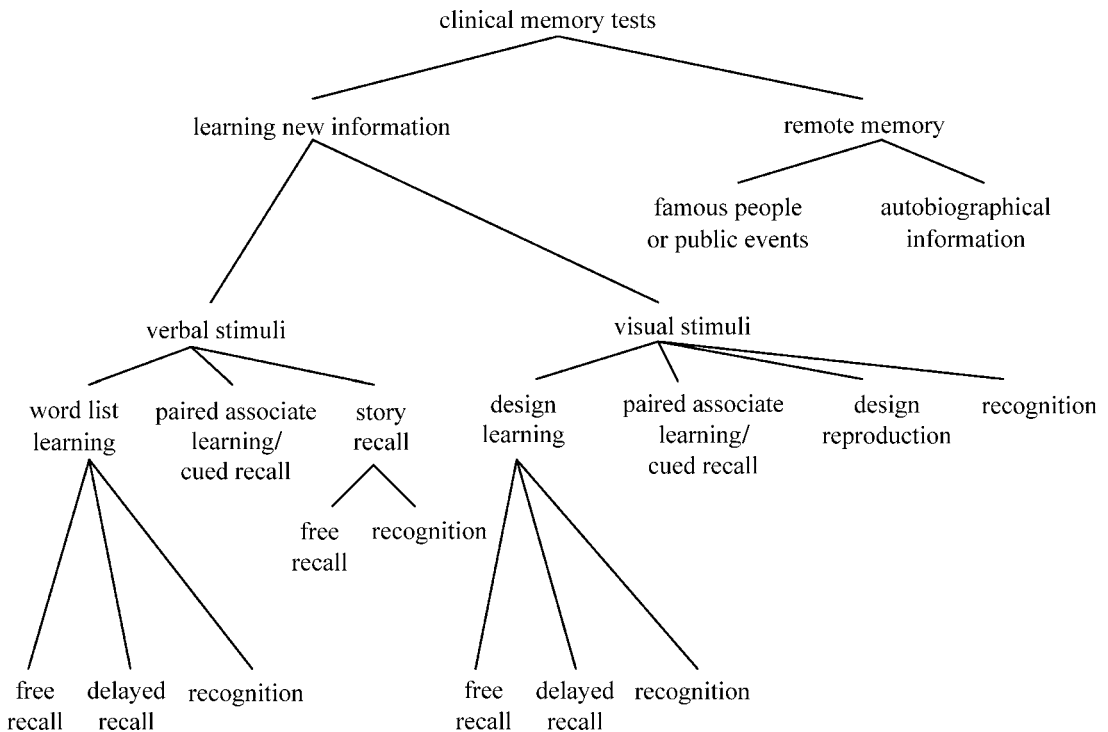 clinical memory tests
learning new information
remote memory
famous people
or public events
autobiographical
information
verbal stimuli
visual stimuli
word list
learning
paired associate
learning/
cued recall
story
recall
design
learning
paired associate
learning/
cued recall
design
reproduction
recognition
free
recall
recognition
free
recall
delayed
recall
recognition
free
recall
delayed
recall
recognition